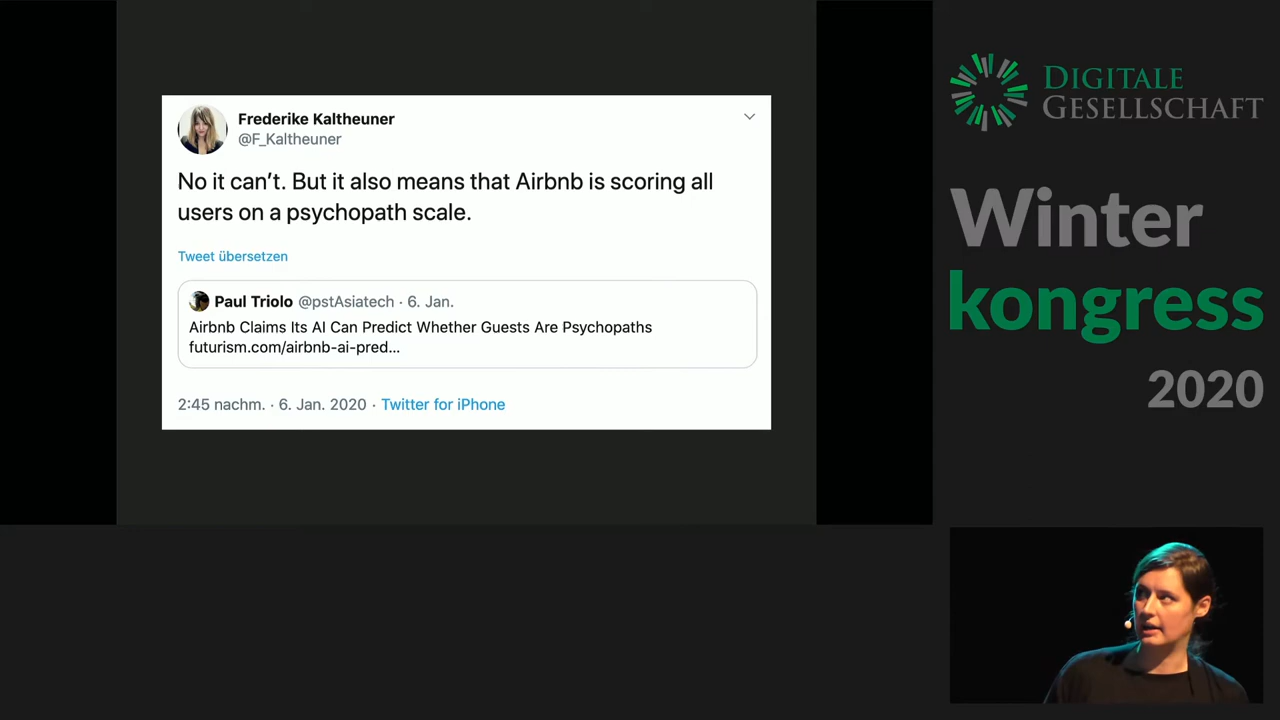 Frederike Kaltheuner
@F_Kaltheuner
No it can’t. But it also means that Airbnb is scoring all
users on a psychopath scale.
Tweet übersetzen
Paul Triolo @pstAsiatech · 6. Jan.
Airbnb Claims Its AI Can Predict Whether Guests Are Psychopaths
futurism.com/airbnb-ai-pred...
2:45 nachm. · 6. Jan. 2020 · Twitter for iPhone
DIGITALE
GESELLSCHAFT
Winter
kongress
2020